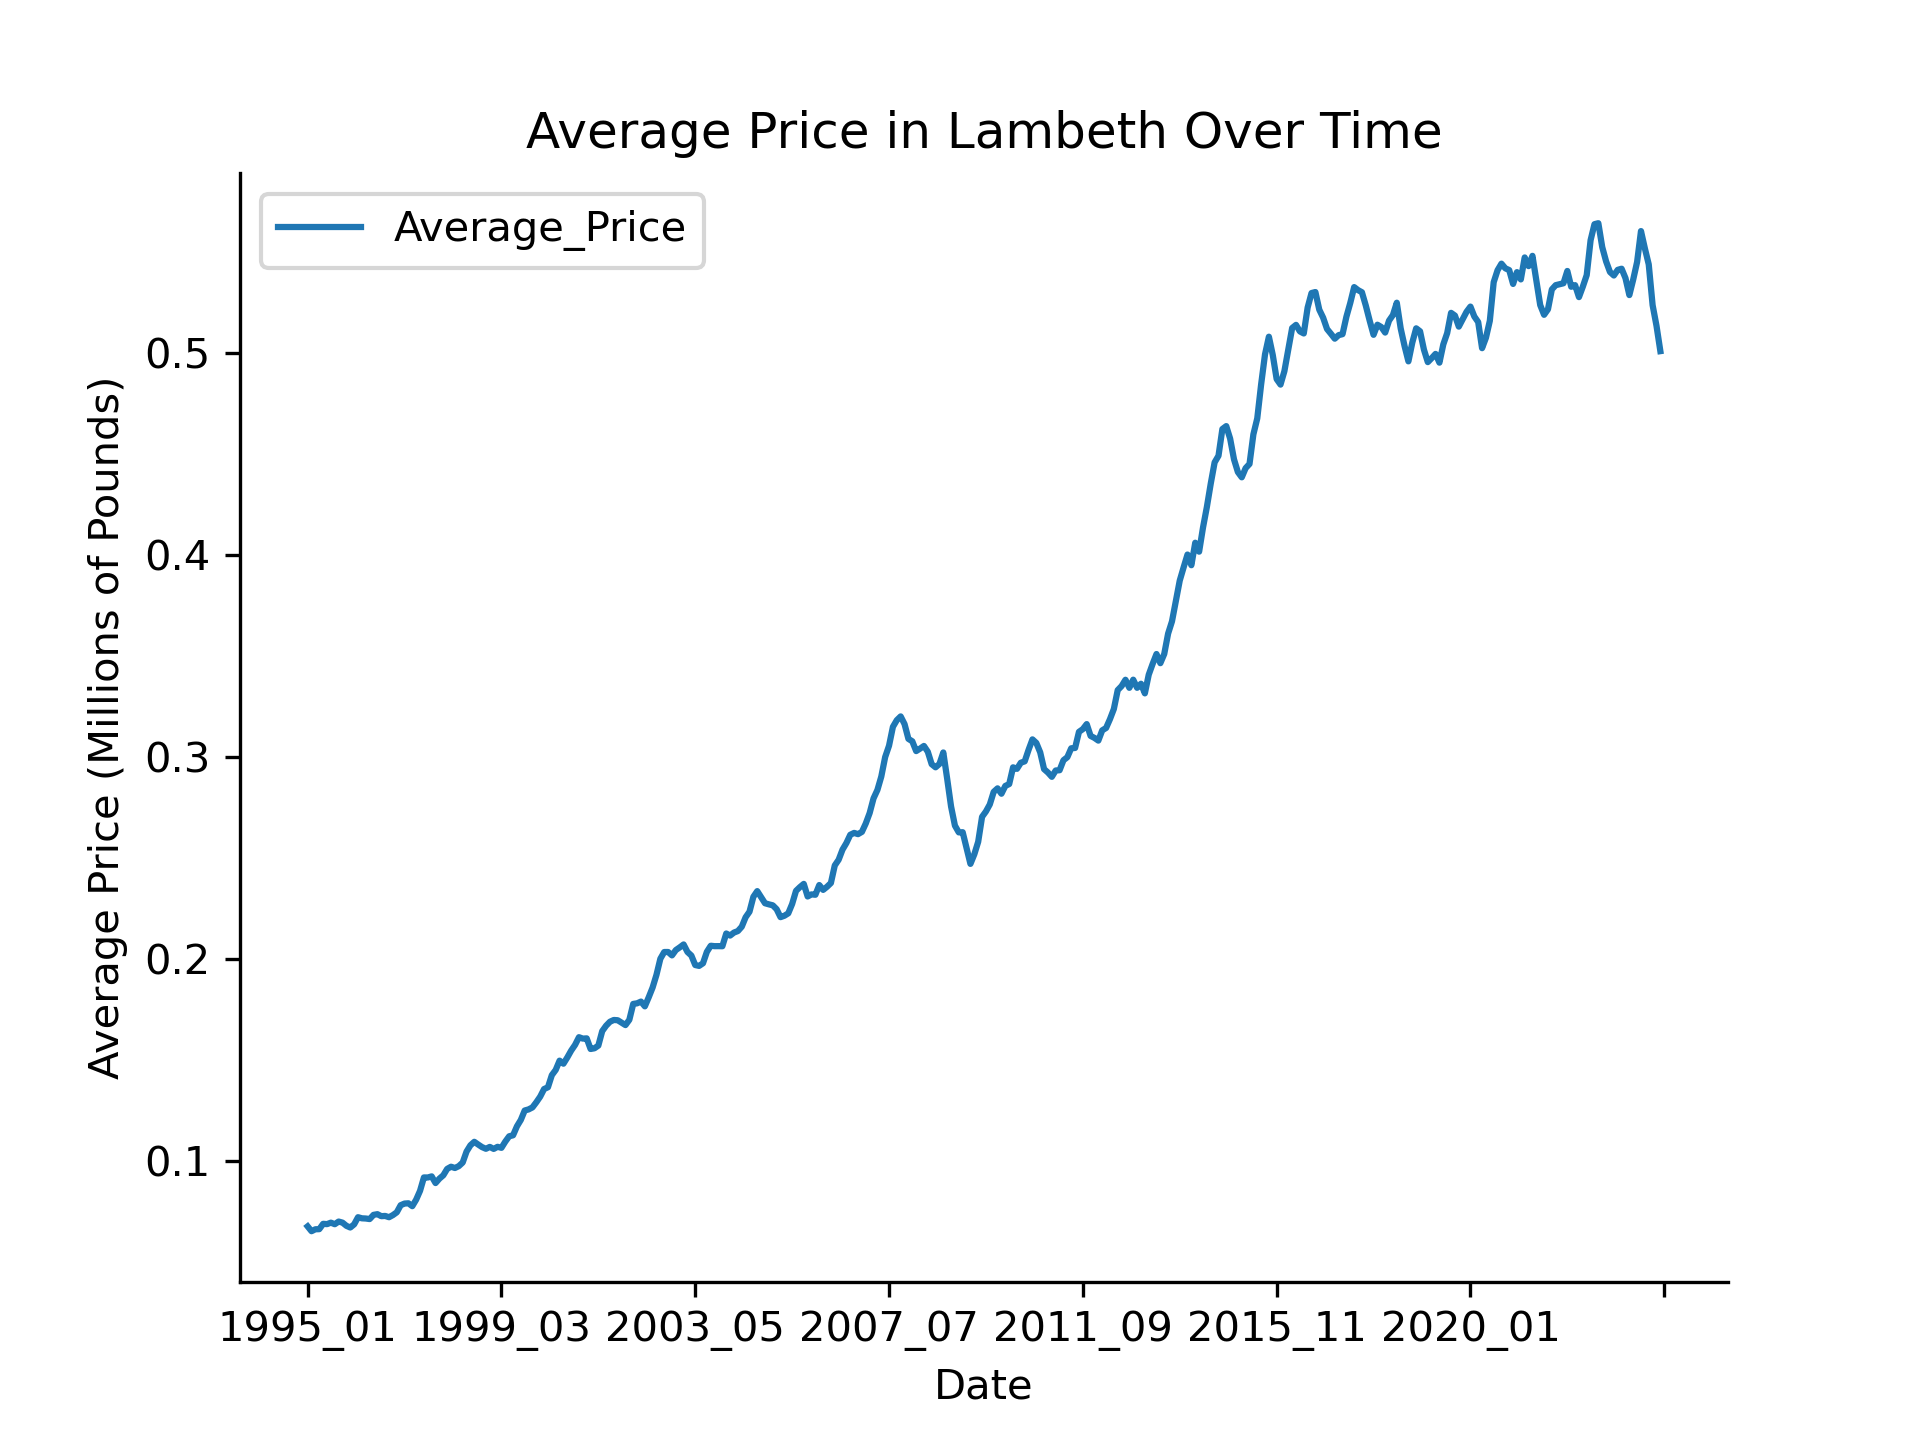 Average Price in Lambeth Over Time
Average_Price
Average Price (Millions of Pounds)
0.5
0.4
0.3
0.2
0.1
1995_01 1999_03 2003_05 2007_07 2011_09 2015_11 2020_01
Date